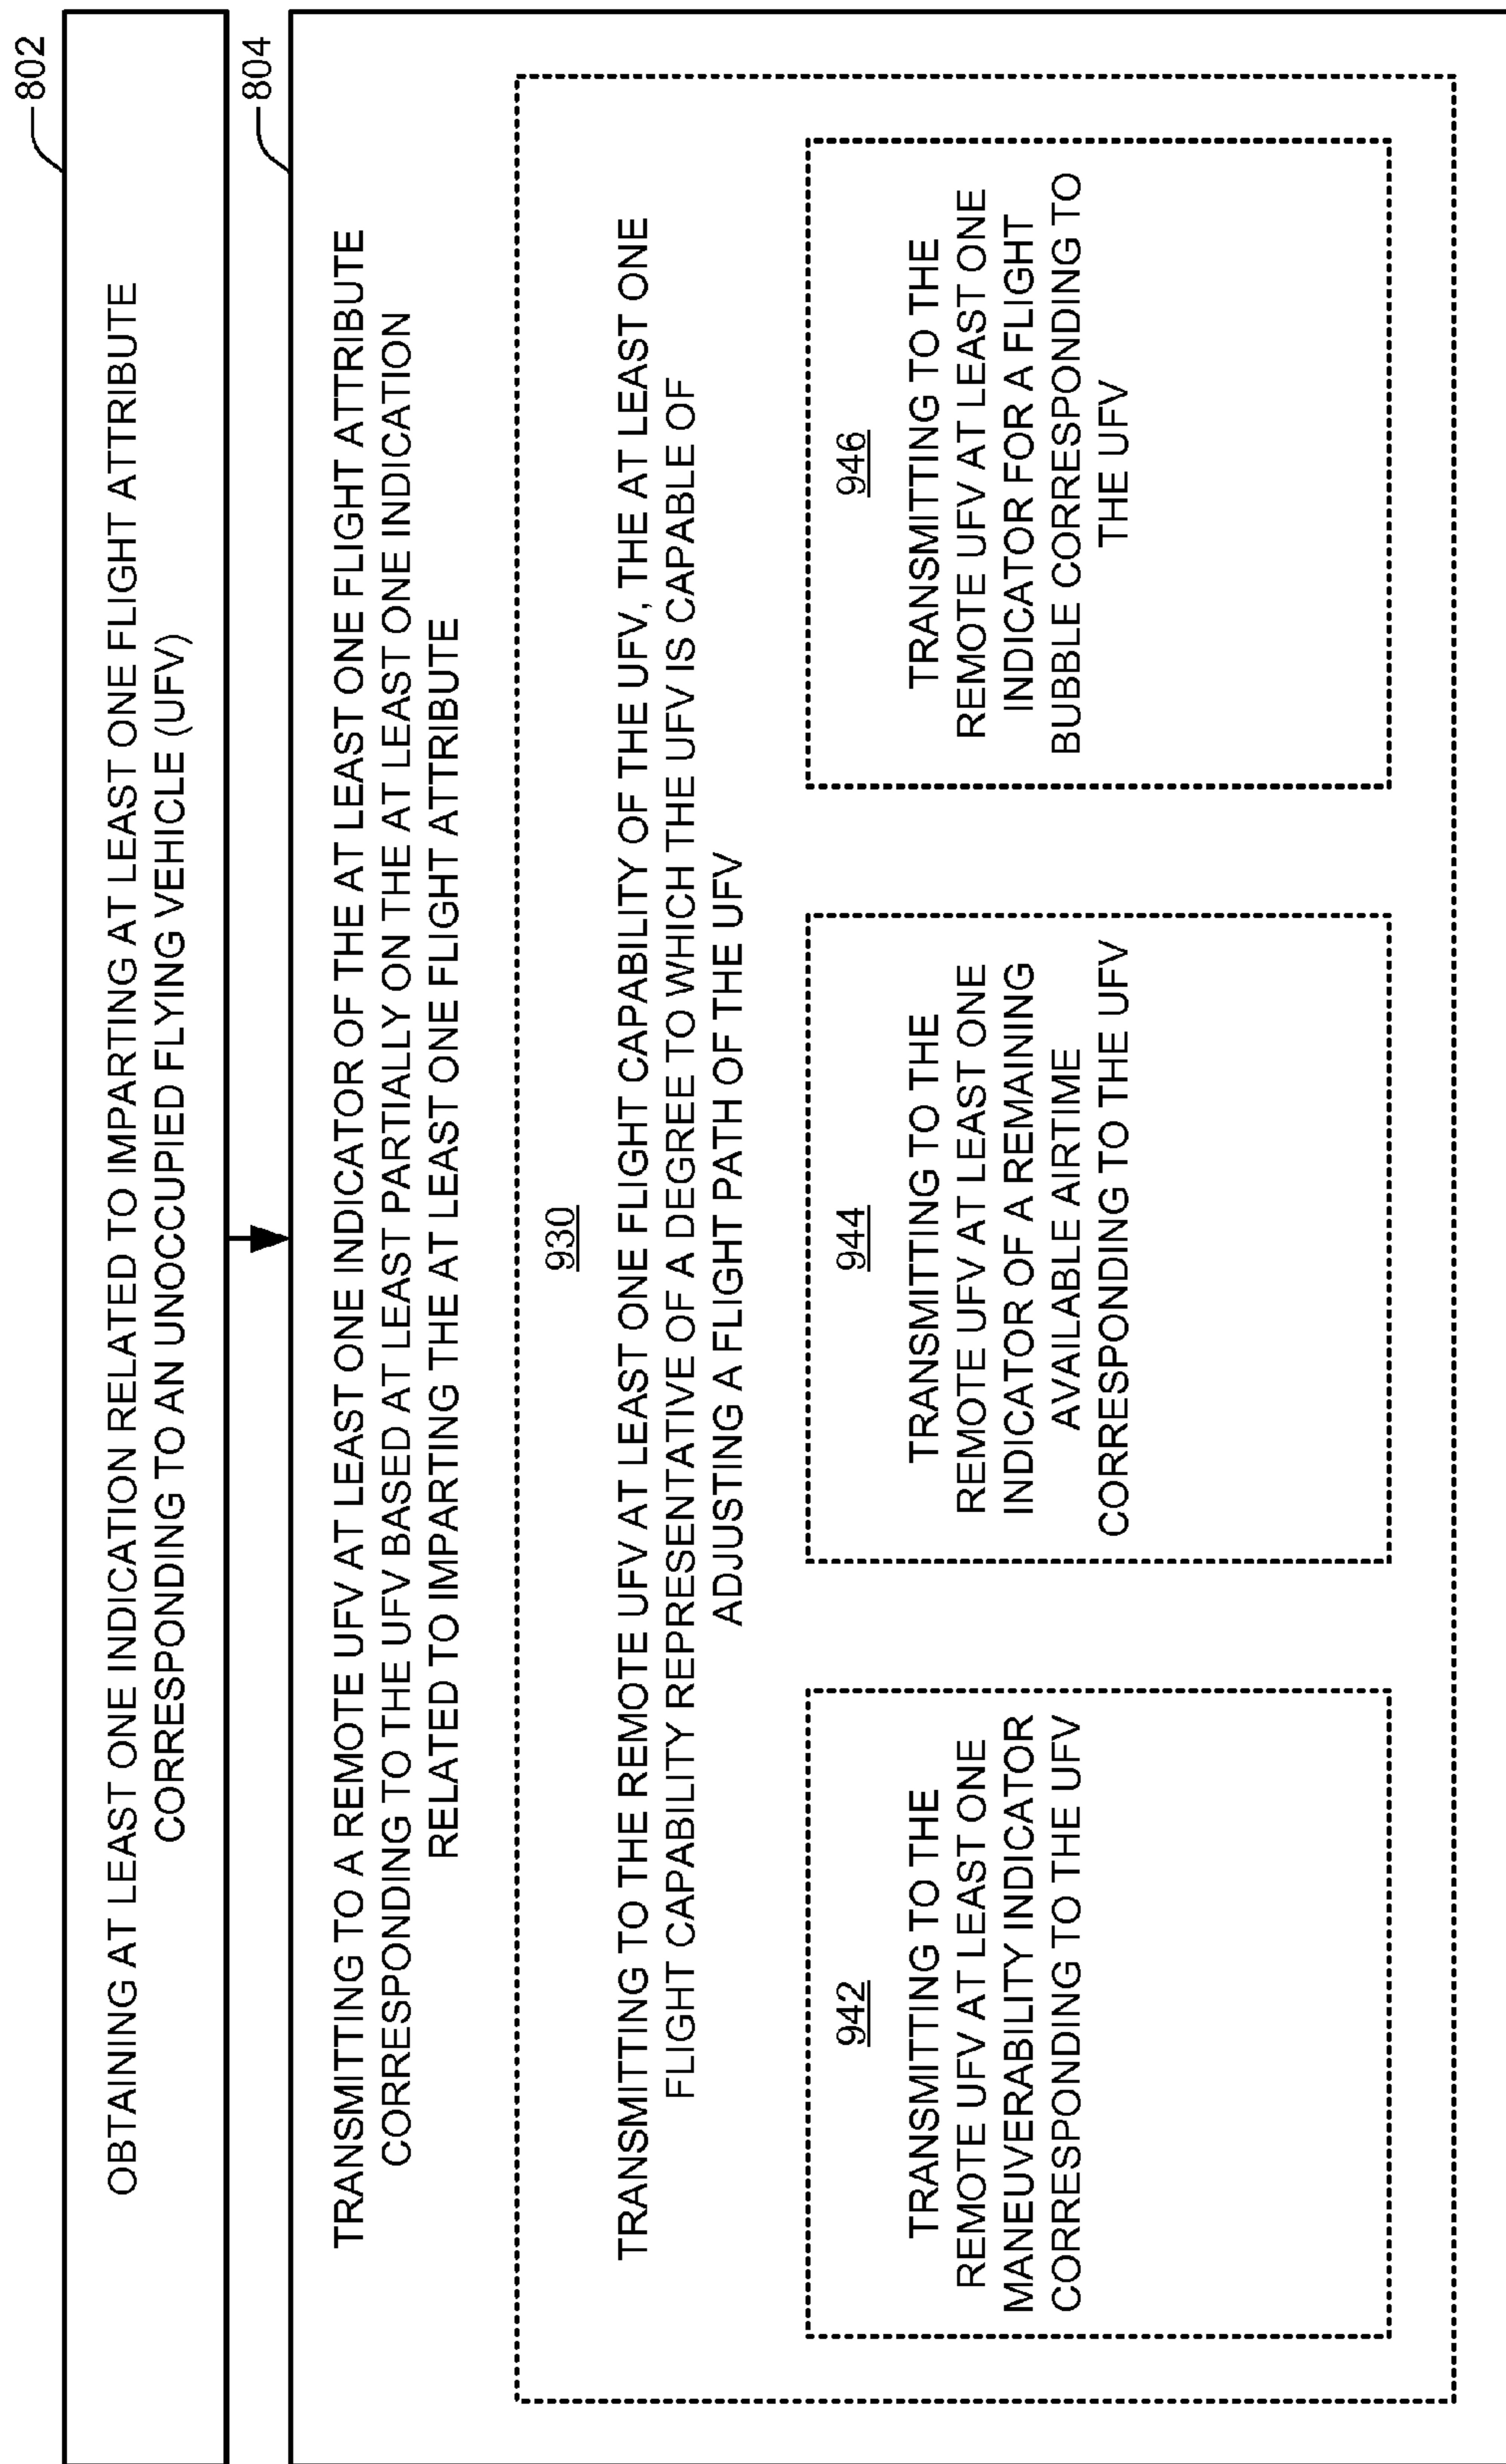 802
OBTAINING AT LEAST ONE INDICATION RELATED TO IMPARTING AT LEAST ONE FLIGHT ATTRIBUTE
CORRESPONDING TO AN UNOCCUPIED FLYING VEHICLE (UFV)
804
TRANSMITTING TO A REMOTE UFV AT LEAST ONE INDICATOR OF THE AT LEAST ONE FLIGHT ATTRIBUTE
CORRESPONDING TO THE UFV BASED AT LEAST PARTIALLY ON THE AT LEAST ONE INDICATION
RELATED TO IMPARTING THE AT LEAST ONE FLIGHT ATTRIBUTE
930
TRANSMITTING TO THE REMOTE UFV AT LEAST ONE FLIGHT CAPABILITY OF THE UFV, THE AT LEAST ONE
FLIGHT CAPABILITY REPRESENTATIVE OF A DEGREE TO WHICH THE UFV IS CAPABLE OF
ADJUSTING A FLIGHT PATH OF THE UFV
942
TRANSMITTING TO THE
REMOTE UFV AT LEAST ONE
MANEUVERABILITY INDICATOR
CORRESPONDING TO THE UFV
944
TRANSMITTING TO THE
REMOTE UFV AT LEAST ONE
INDICATOR OF A REMAINING
AVAILABLE AIRTIME
CORRESPONDING TO THE UFV
946
TRANSMITTING TO THE
REMOTE UFV AT LEAST ONE
INDICATOR FOR A FLIGHT
BUBBLE CORRESPONDING TO
THE UFV